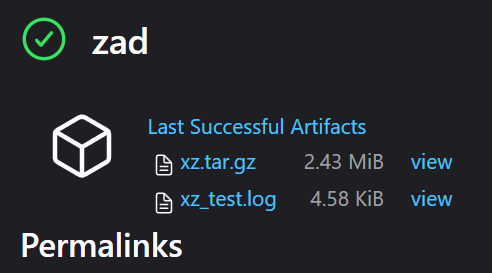 zad
Last Successful Artifacts
xz.tar.gz 2.43 MiB view
xz_test.log 4.58 KiB view
Permalinks